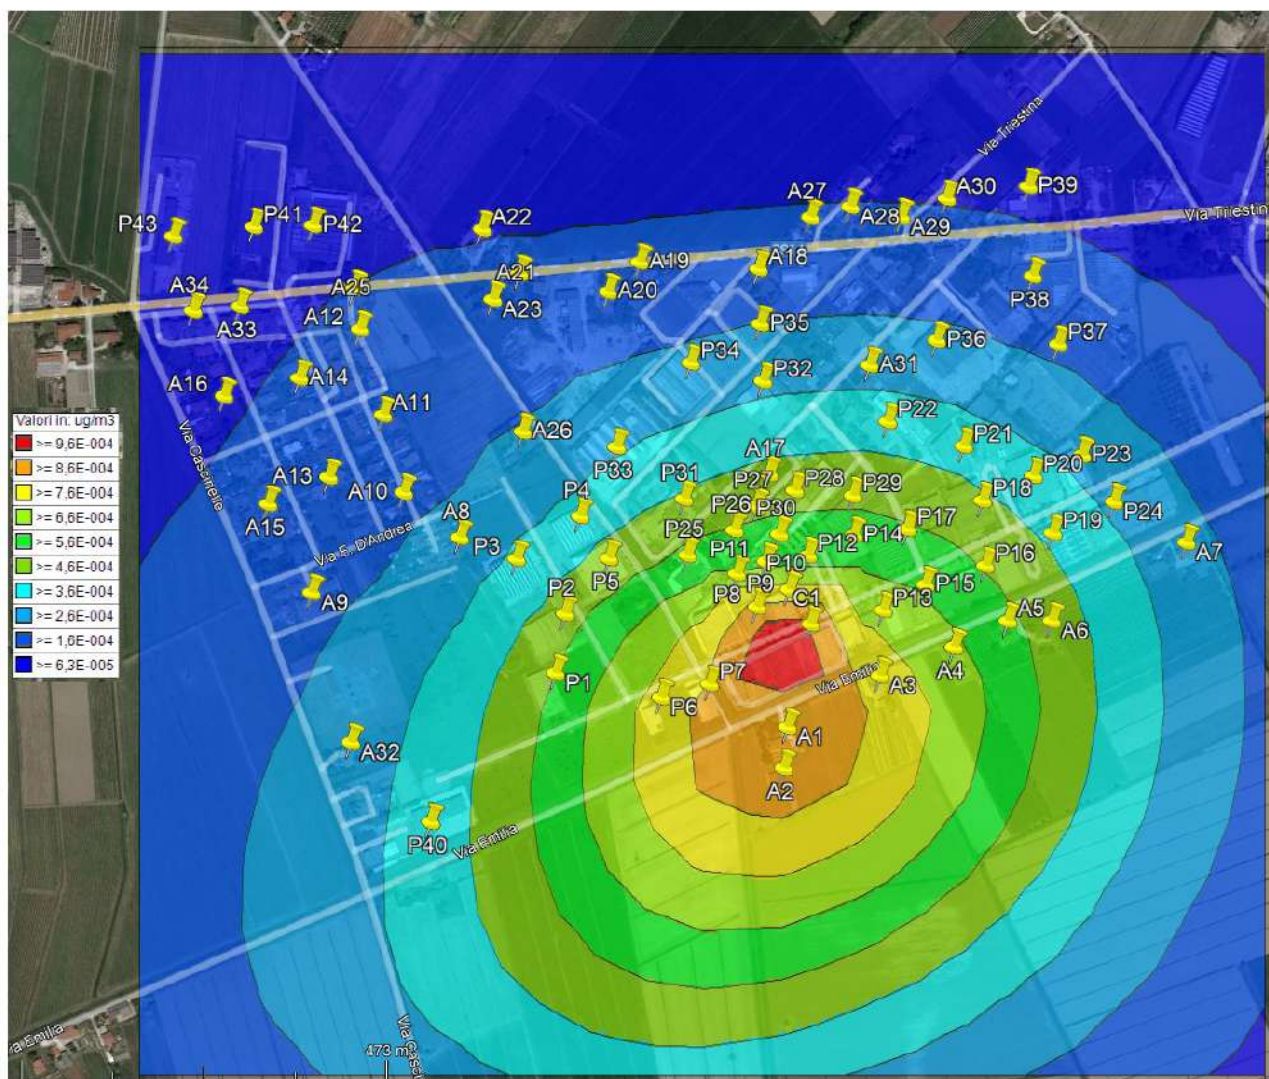 Via Triestina
A27
A30
P39
P43
P41
P42
A22
A28
A29
Via Triestin
A34
A33
A25
A21
A19
A18
A20
A23
P38
A12
P35
P36
P37
A16
A14
P34
P32
A31
A11
Valori in: ug/m3
>= 9,6E-004
>= 8,6E-004
>= 7,6E-004
>= 6,6E-004
>= 5,6E-004
>= 4,6E-004
>= 3,6E-004
>= 2,6E-004
>= 1,6E-004
>= 6,3E-005
Via Cascinelle
A26
P22
P33
A17
P21
P23
A13
A10
P31
P27
P28
P20
A15
P4
P26
P30
P29
P18
P24
A8
P3
Via E. D'Andrea
P25
P11
P12
P14
P17
P19
A7
P5
P10
P16
A9
P2
P8
P9
C1
P13
P15
A5
A6
P1
P7
P6
Via Emilia
A3
A4
A1
A32
A2
P40
Via Emilia
ia Emilia
473 m
Via Casci